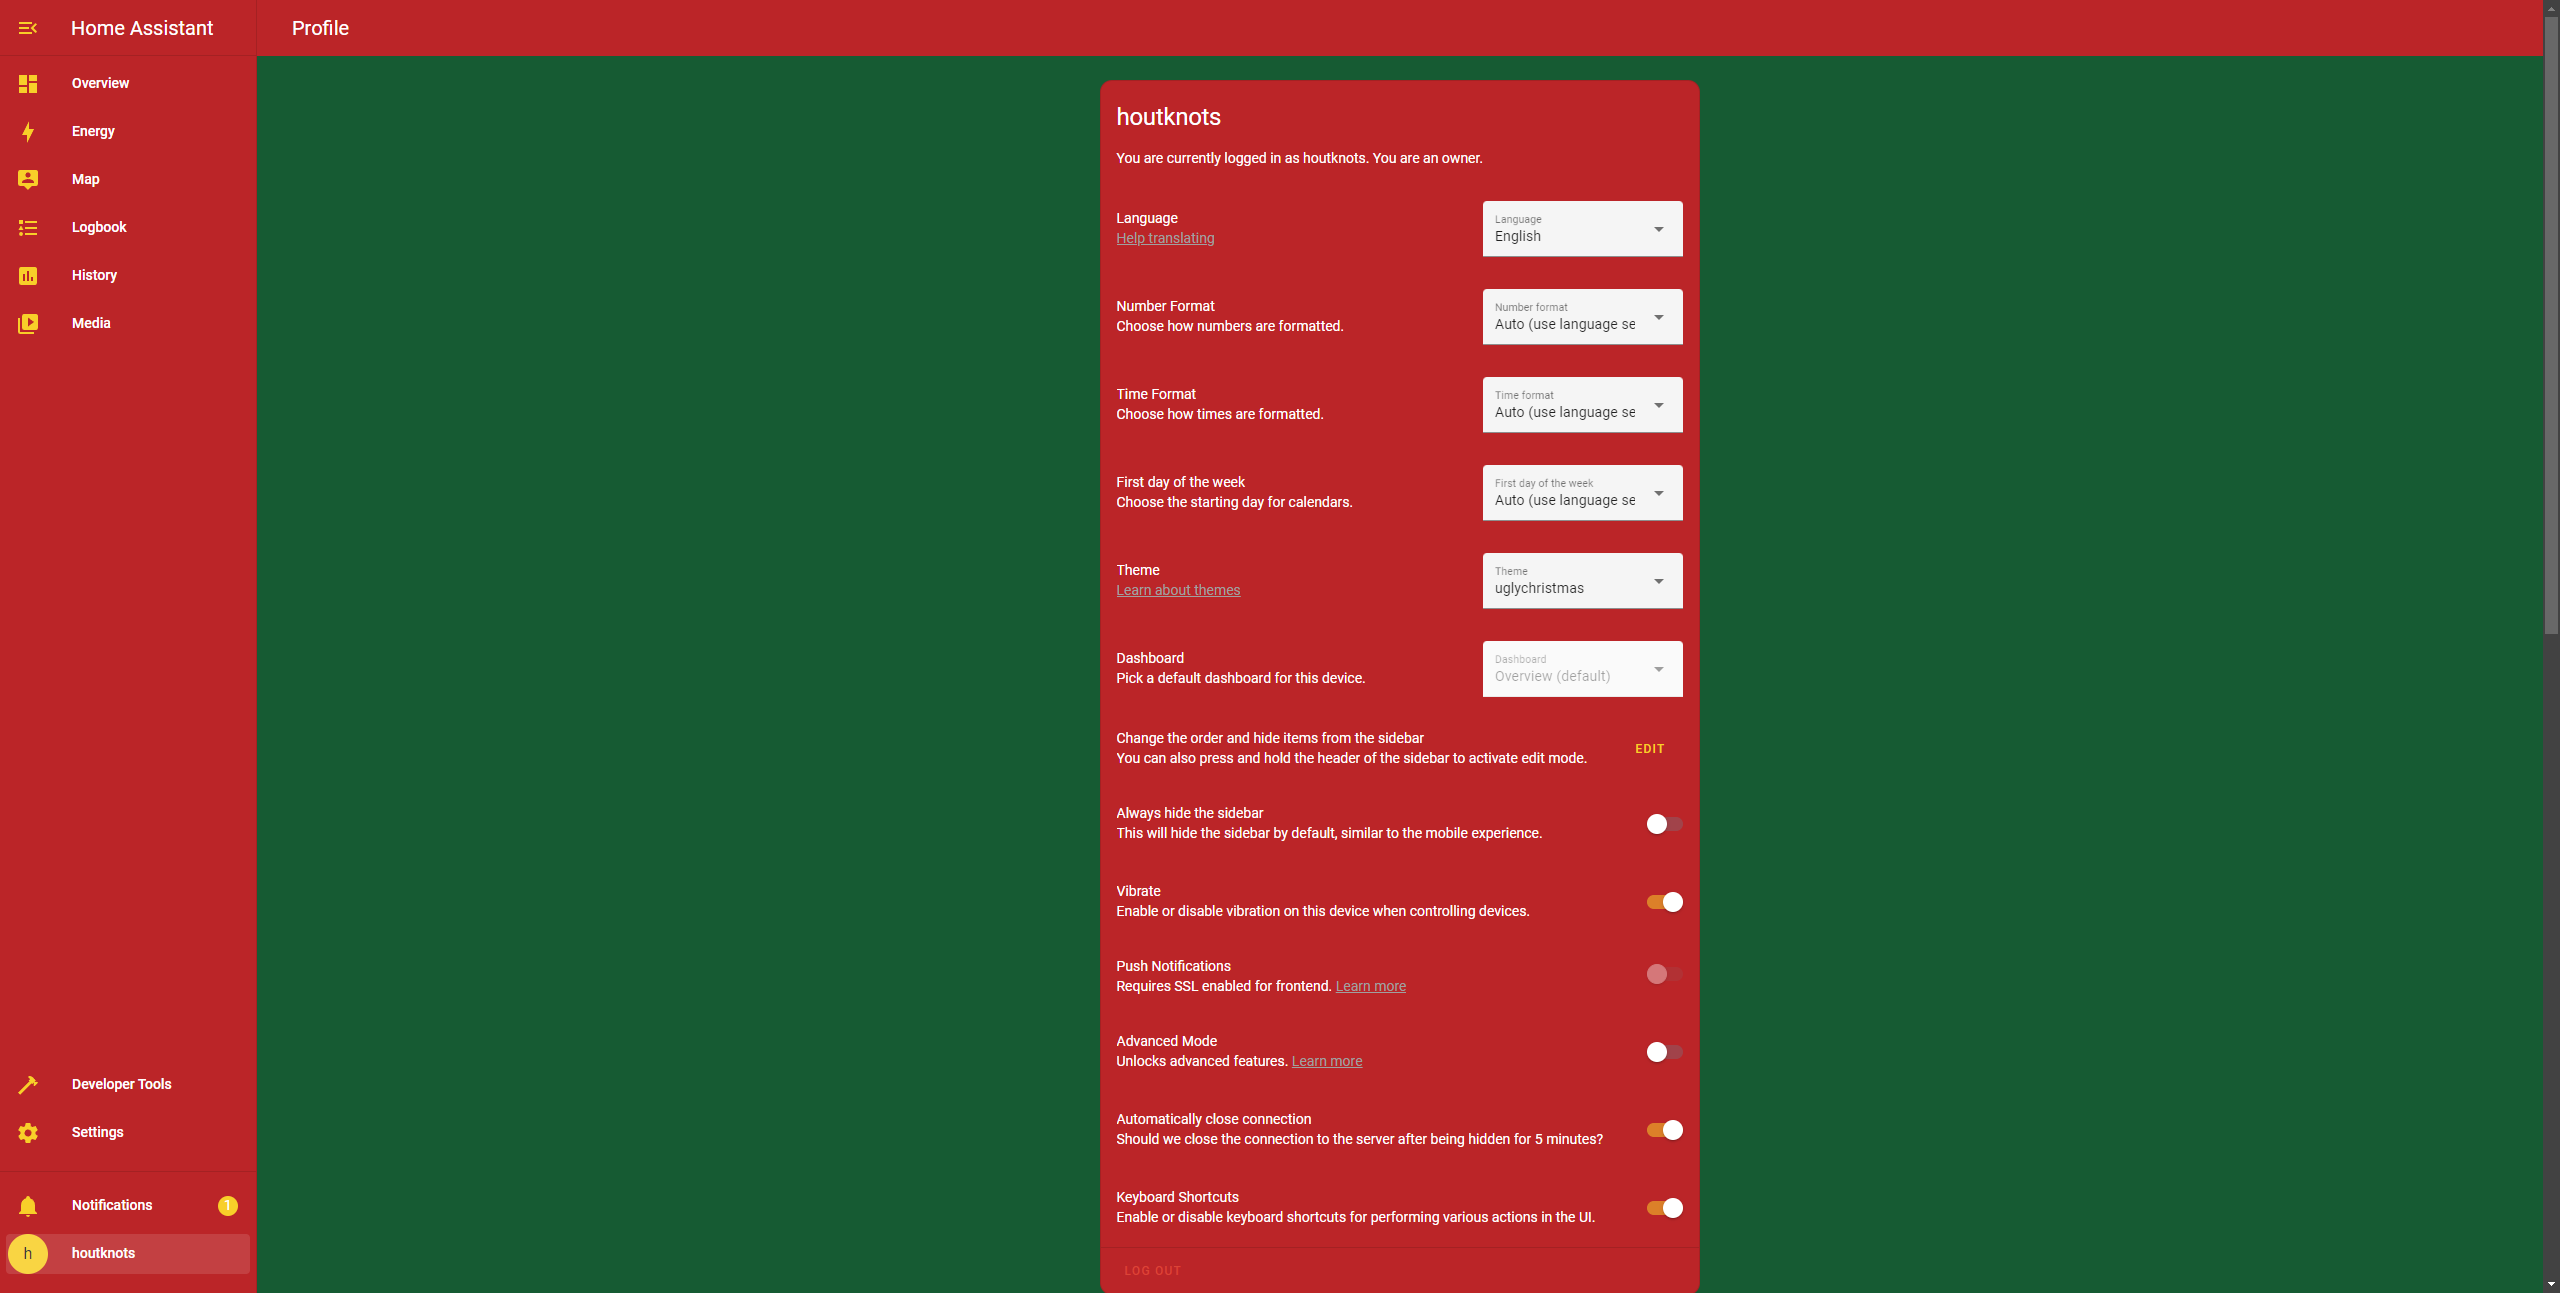 Home Assistant
Profile
Overview
Energy
Map
Logbook
History
Media
Developer Tools
Settings
Notifications
1
h
houtknots
houtknots
You are currently logged in as houtknots. You are an owner.
Language
Help translating
Language
English
Number Format
Choose how numbers are formatted.
Number format
Auto (use language se
Time Format
Choose how times are formatted.
Time format
Auto (use language se
First day of the week
Choose the starting day for calendars.
First day of the week
Auto (use language se
Theme
Learn about themes
Theme
uglychristmas
Dashboard
Pick a default dashboard for this device.
Dashboard
Overview (default)
Change the order and hide items from the sidebar
You can also press and hold the header of the sidebar to activate edit mode.
EDIT
Always hide the sidebar
This will hide the sidebar by default, similar to the mobile experience.
Vibrate
Enable or disable vibration on this device when controlling devices.
Push Notifications
Requires SSL enabled for frontend. Learn more
Advanced Mode
Unlocks advanced features. Learn more
Automatically close connection
Should we close the connection to the server after being hidden for 5 minutes?
Keyboard Shortcuts
Enable or disable keyboard shortcuts for performing various actions in the UI.
LOG OUT